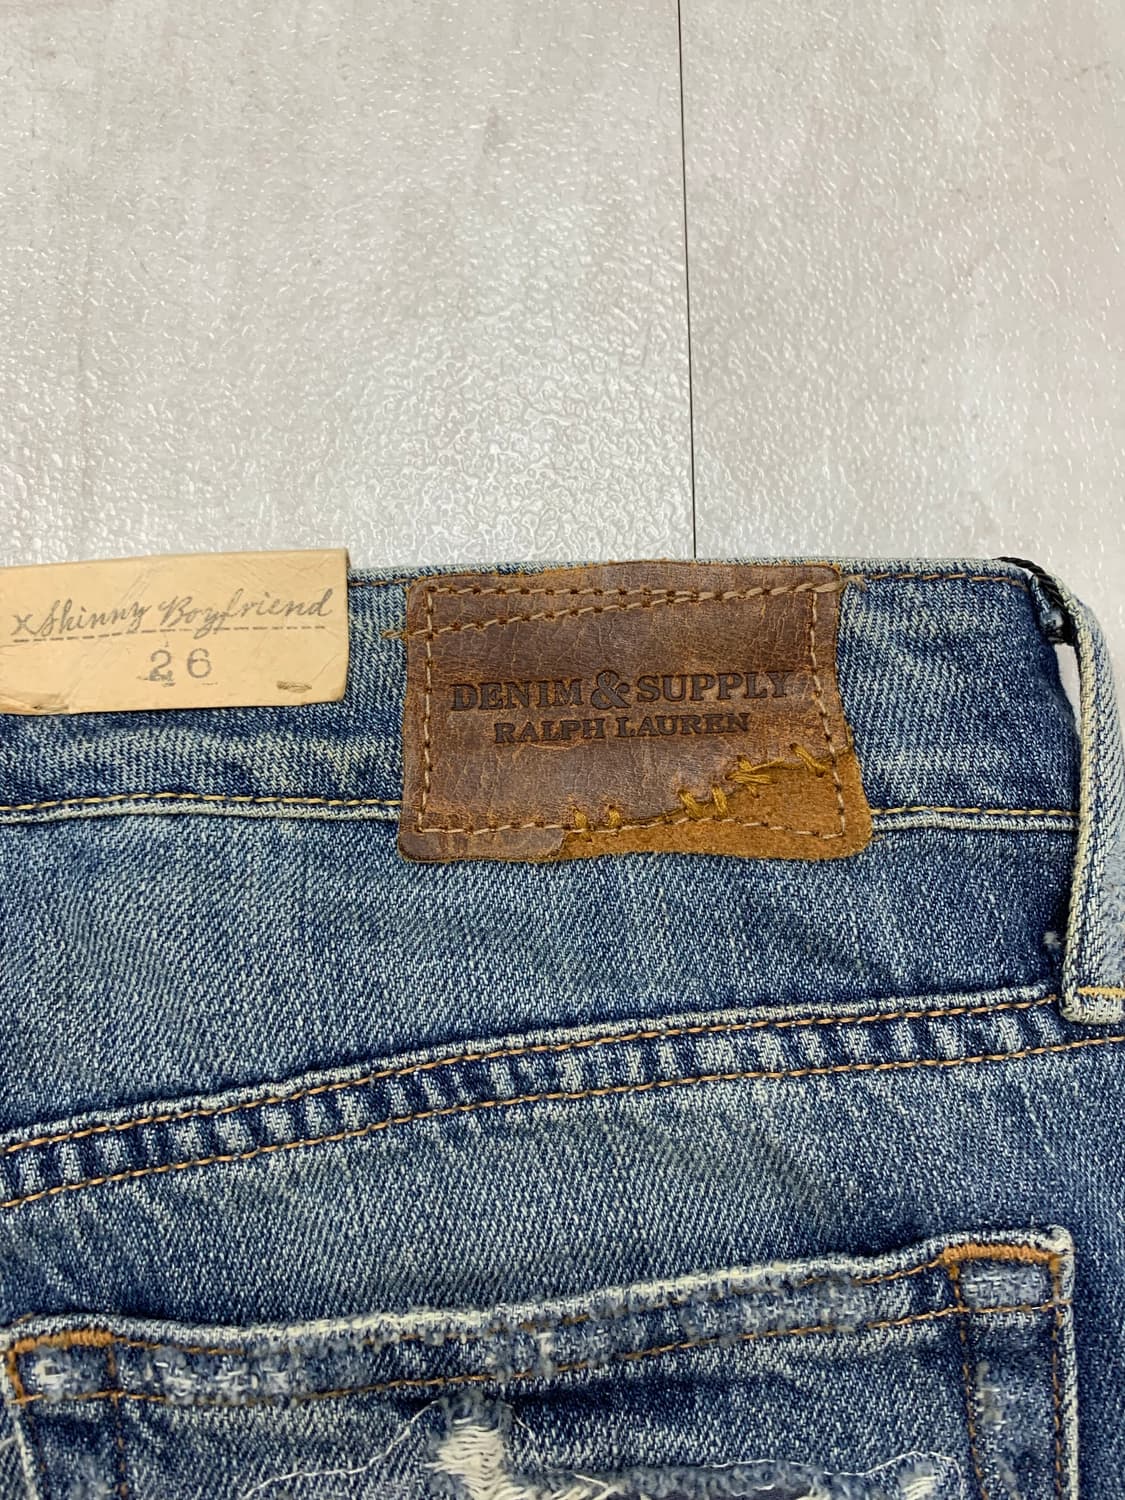 x Skinny Boyfriend
26
DENIM & SUPPLY
RALPH LAUREN